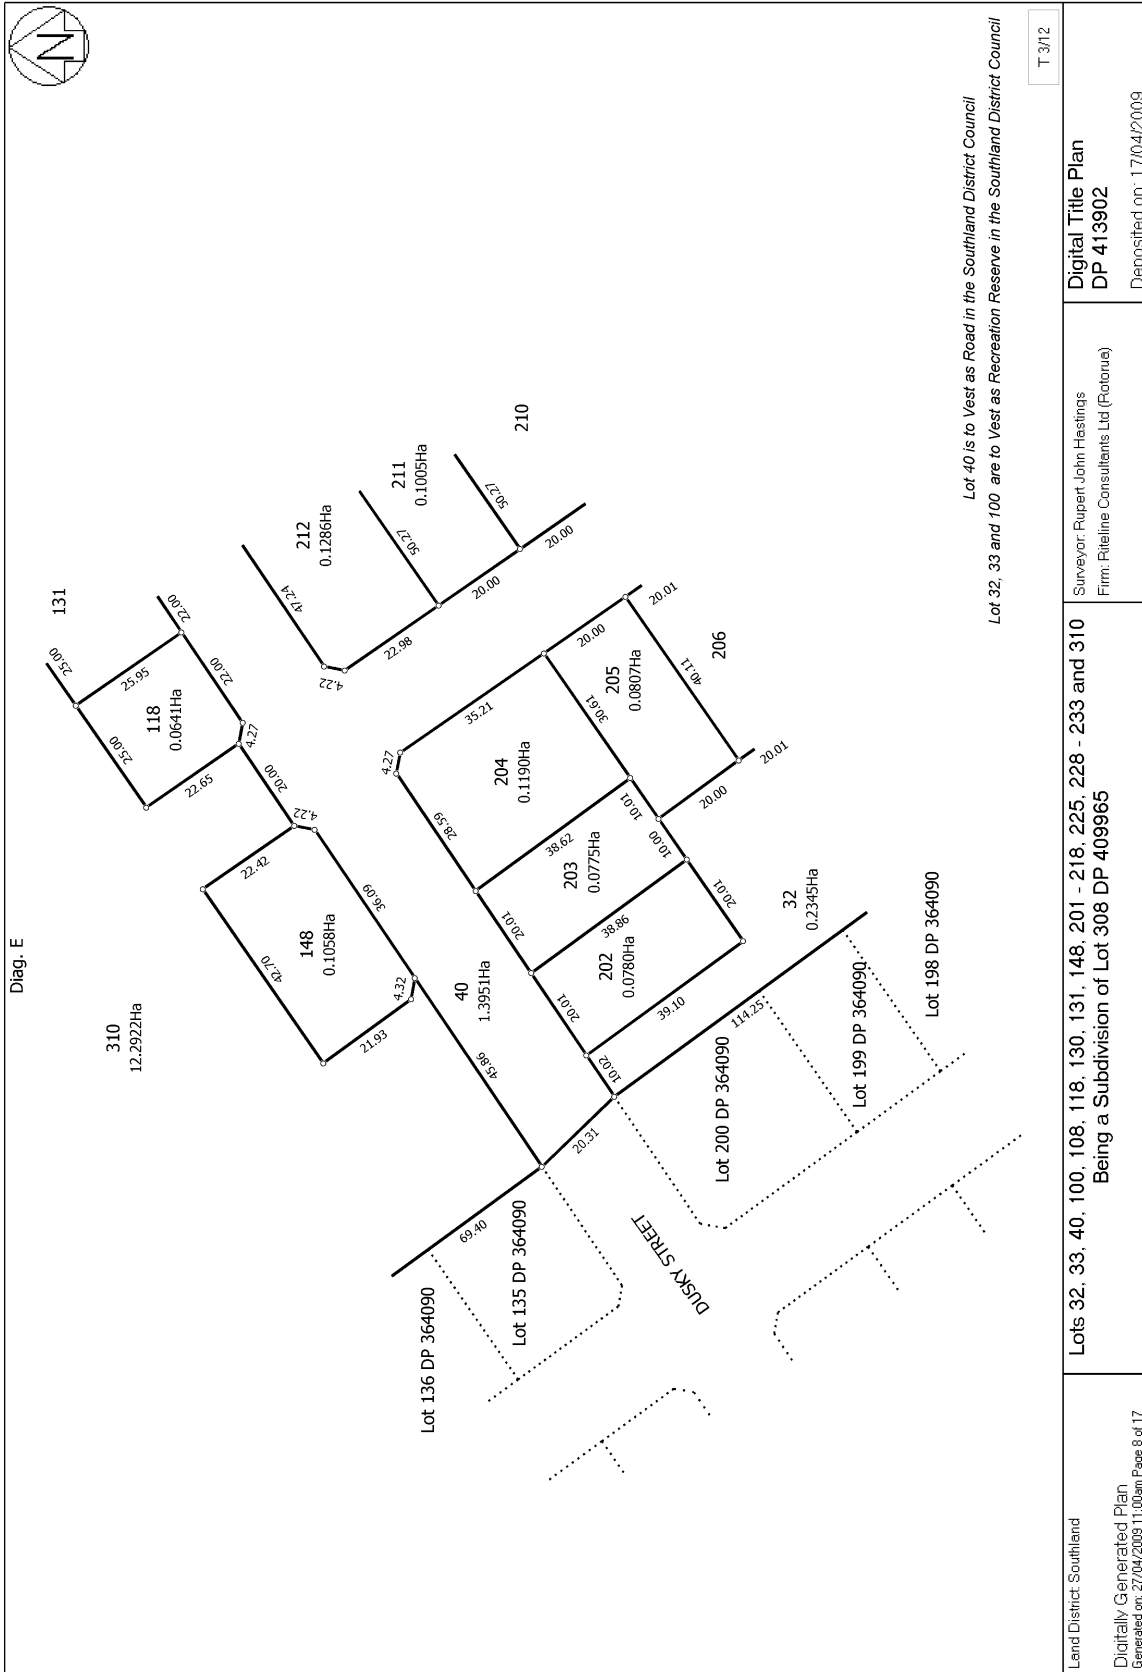 N
Diag. E
131
25.00
22.00
118
0.0641Ha
25.00
25.95
22.65
22.00
4.27
20.00
4.22
212
0.1286Ha
47.24
211
0.1005Ha
50.27
210
50.27
4.22
22.98
20.00
20.00
310
12.2922Ha
42.70
22.42
148
0.1058Ha
36.09
21.93
4.32
40
1.3951Ha
45.86
4.27
28.59
35.21
204
0.1190Ha
20.00
205
0.0807Ha
30.61
20.01
206
40.11
10.01
20.00
20.01
203
0.0775Ha
38.62
20.01
10.00
202
0.0780Ha
38.86
20.01
20.01
10.02
39.10
32
0.2345Ha
114.25
20.31
69.40
Lot 136 DP 364090
Lot 135 DP 364090
DUSKY STREET
Lot 200 DP 364090
Lot 199 DP 364090
Lot 198 DP 364090
Lot 40 is to Vest as Road in the Southland District Council
Lot 32, 33 and 100 are to Vest as Recreation Reserve in the Southland District Council
T 3/12
Land District: Southland
Digitally Generated Plan
Generated on: 27/04/2009 11:00am Page 8 of 17
Lots 32, 33, 40, 100, 108, 118, 130, 131, 148, 201 - 218, 225, 228 - 233 and 310
Being a Subdivision of Lot 308 DP 409965
Surveyor: Rupert John Hastings
Firm: Riteline Consultants Ltd (Rotorua)
Digital Title Plan
DP 413902
Deposited on: 17/04/2009